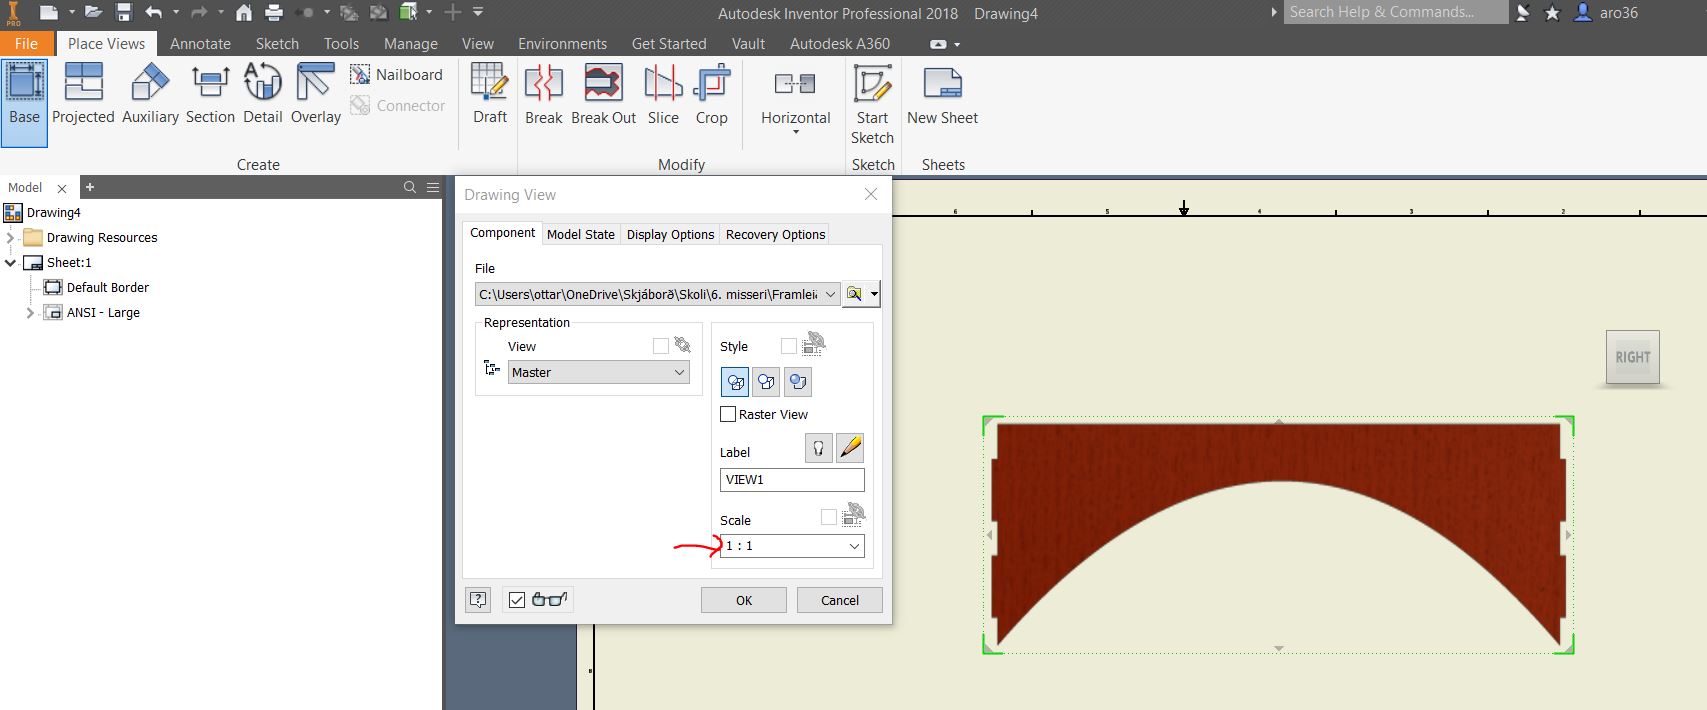 PRO
Autodesk Inventor Professional 2018 Drawing4
Search Help & Commands...
aro36
File Place Views Annotate Sketch Tools Manage View Environments Get Started Vault Autodesk A360
Base Projected Auxiliary Section Detail Overlay
Nailboard
Connector
Draft
Break Break Out Slice Crop
Horizontal
Start
Sketch
New Sheet
Create Modify Sketch Sheets
Model
Drawing4
Drawing Resources
Sheet:1
Default Border
ANSI - Large
Drawing View
Component Model State Display Options Recovery Options
File
C:\Users\ottar\OneDrive\Skjáborð\Skoli\6. misseri\Framleið
Representation
View
Master
Style
Raster View
Label
VIEW1
Scale
1 : 1
OK Cancel
6 5 4 3 2
RIGHT